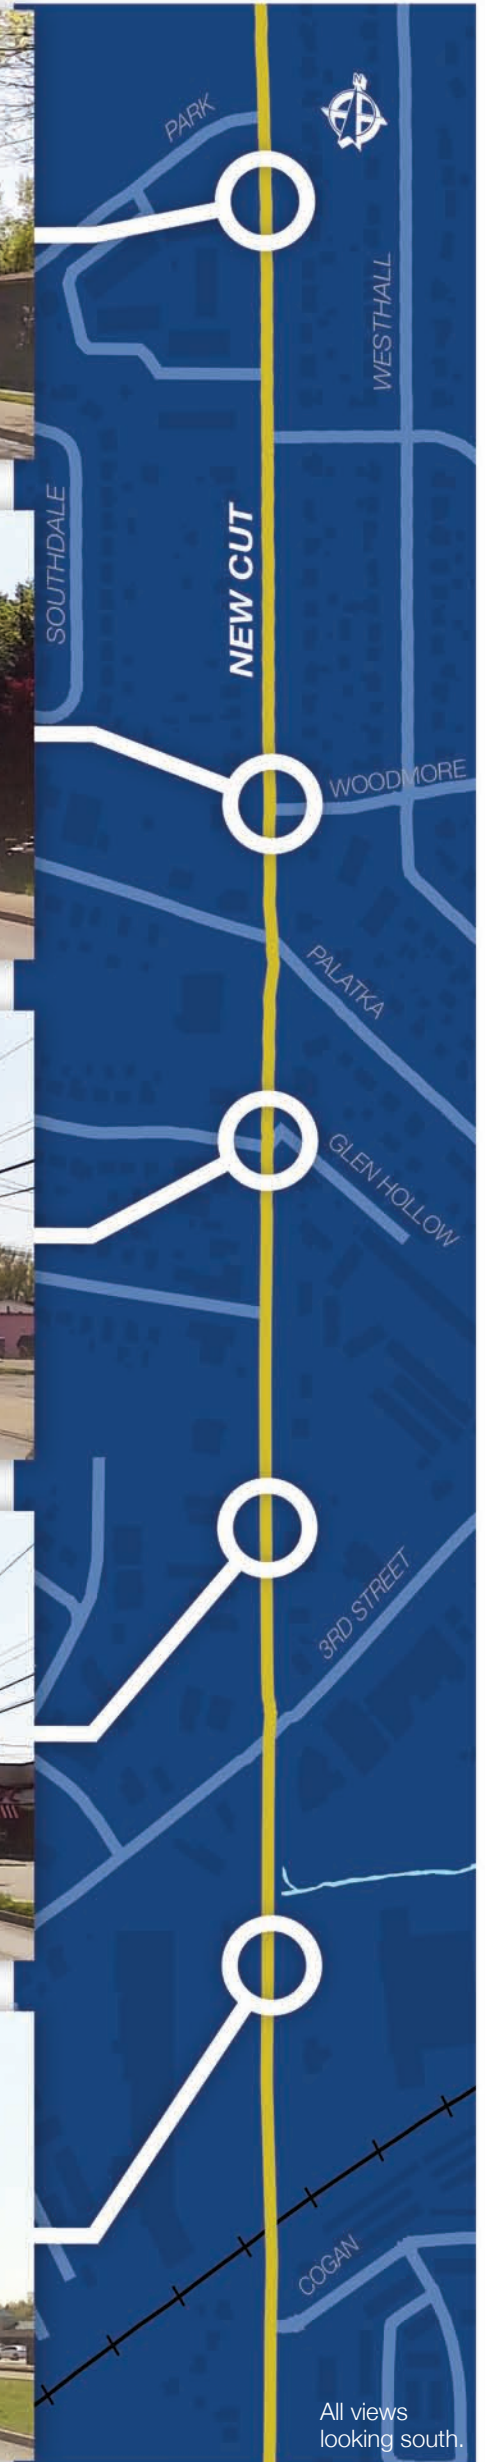 PARK
WESTHALL
SOUTHDALE
NEW CUT
WOODMORE
PALATKA
GLEN HOLLOW
3RD STREET
COGAN
All views
looking south.